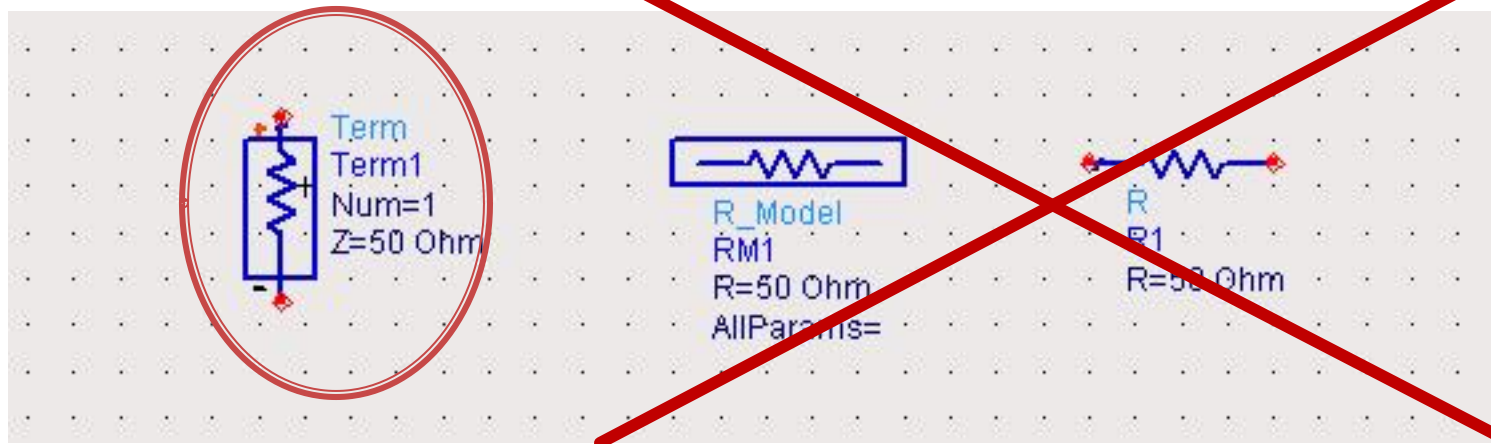 Term
Term1
Num=1
Z=50 Ohm
R_Model
RM1
R=50 Ohm
AllParams=
R
R1
R=50 Ohm